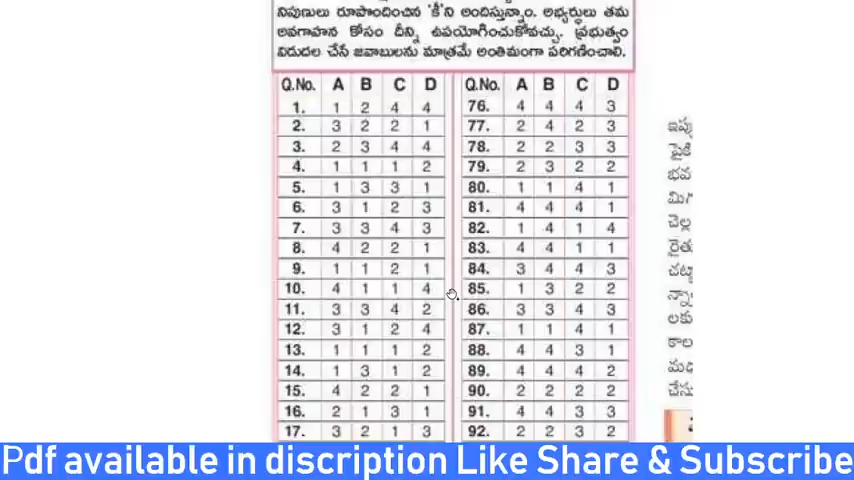 నిపుణులు రూపొందించిన 'కీ'ని అందిస్తున్నాం. అభ్యర్థులు తమ
అవగాహన కోసం దీన్ని ఉపయోగించుకోవచ్చు. ప్రభుత్వం
విడుదల చేసే జవాబులను మాత్రమే అంతిమంగా పరిగణించాలి.
Q.No. A B C D Q.No. A B C D
1. 1 2 4 4 76. 4 4 4 3
2. 3 2 2 1 77. 2 4 2 3
3. 2 3 4 4 78. 2 2 3 3
4. 1 1 1 2 79. 2 3 2 2
5. 1 3 3 1 80. 1 1 4 1
6. 3 1 2 3 81. 4 4 4 1
7. 3 3 4 3 82. 1 4 1 4
8. 4 2 2 1 83. 4 4 1 1
9. 1 1 2 1 84. 3 4 4 3
10. 4 1 1 4 85. 1 3 2 2
11. 3 3 4 2 86. 3 3 4 3
12. 3 1 2 4 87. 1 1 4 1
13. 1 1 1 2 88. 4 4 3 1
14. 1 3 1 2 89. 4 4 4 2
15. 4 2 2 1 90. 2 2 2 2
16. 2 1 3 1 91. 4 4 3 3
17. 3 2 1 3 92. 2 2 3 2
Pdf available in discription Like Share & Subscribe